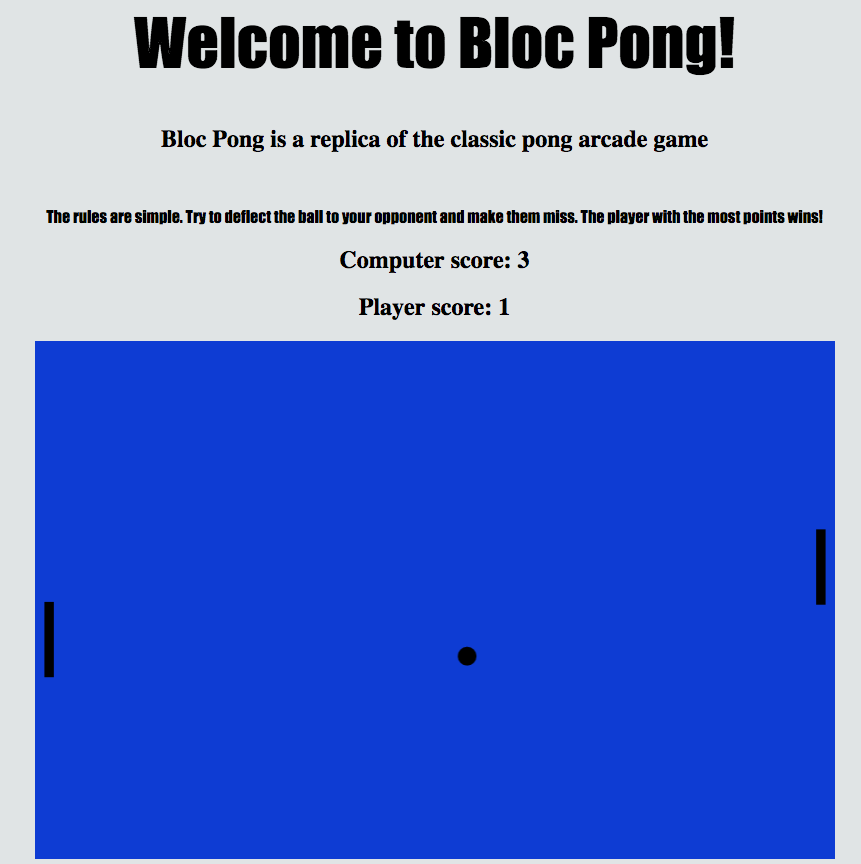 Welcome to Bloc Pong!
Bloc Pong is a replica of the classic pong arcade game
The rules are simple. Try to deflect the ball to your opponent and make them miss. The player with the most points wins!
Computer score: 3
Player score: 1